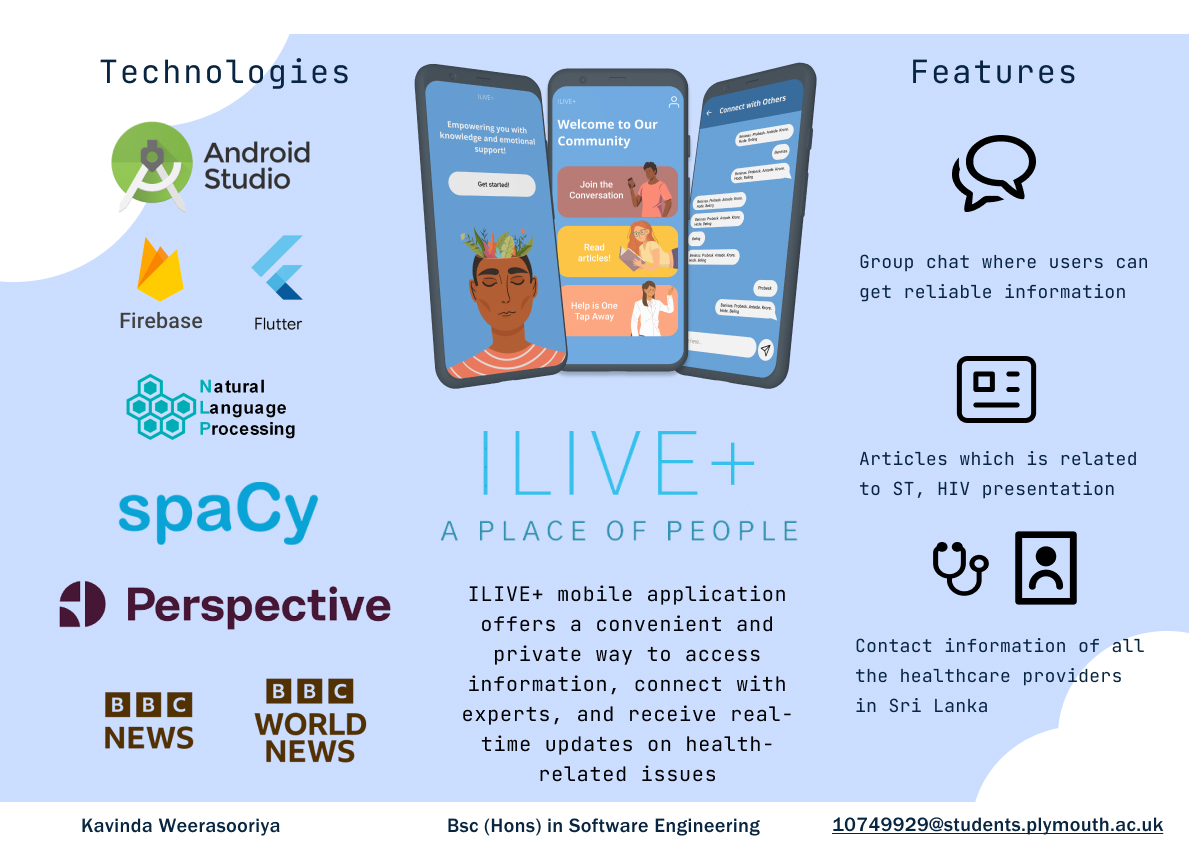 Technologies
Android
Studio
Firebase
Flutter
Natural
Language
Processing
spaCy
Perspective
BBC
NEWS
BBC
WORLD
NEWS
ILIVE+
Empowering you with
knowledge and emotional
support!
Get started!
ILIVE+
Welcome to Our
Community
Join the
Conversation
Read
articles!
Help is One
Tap Away
Connect with Others
ILIVE+
A PLACE OF PEOPLE
ILIVE+ mobile application
offers a convenient and
private way to access
information, connect with
experts, and receive real-
time updates on health-
related issues
Features
Group chat where users can
get reliable information
Articles which is related
to ST, HIV presentation
Contact information of all
the healthcare providers
in Sri Lanka
Kavinda Weerasooriya
Bsc (Hons) in Software Engineering
10749929@students.plymouth.ac.uk